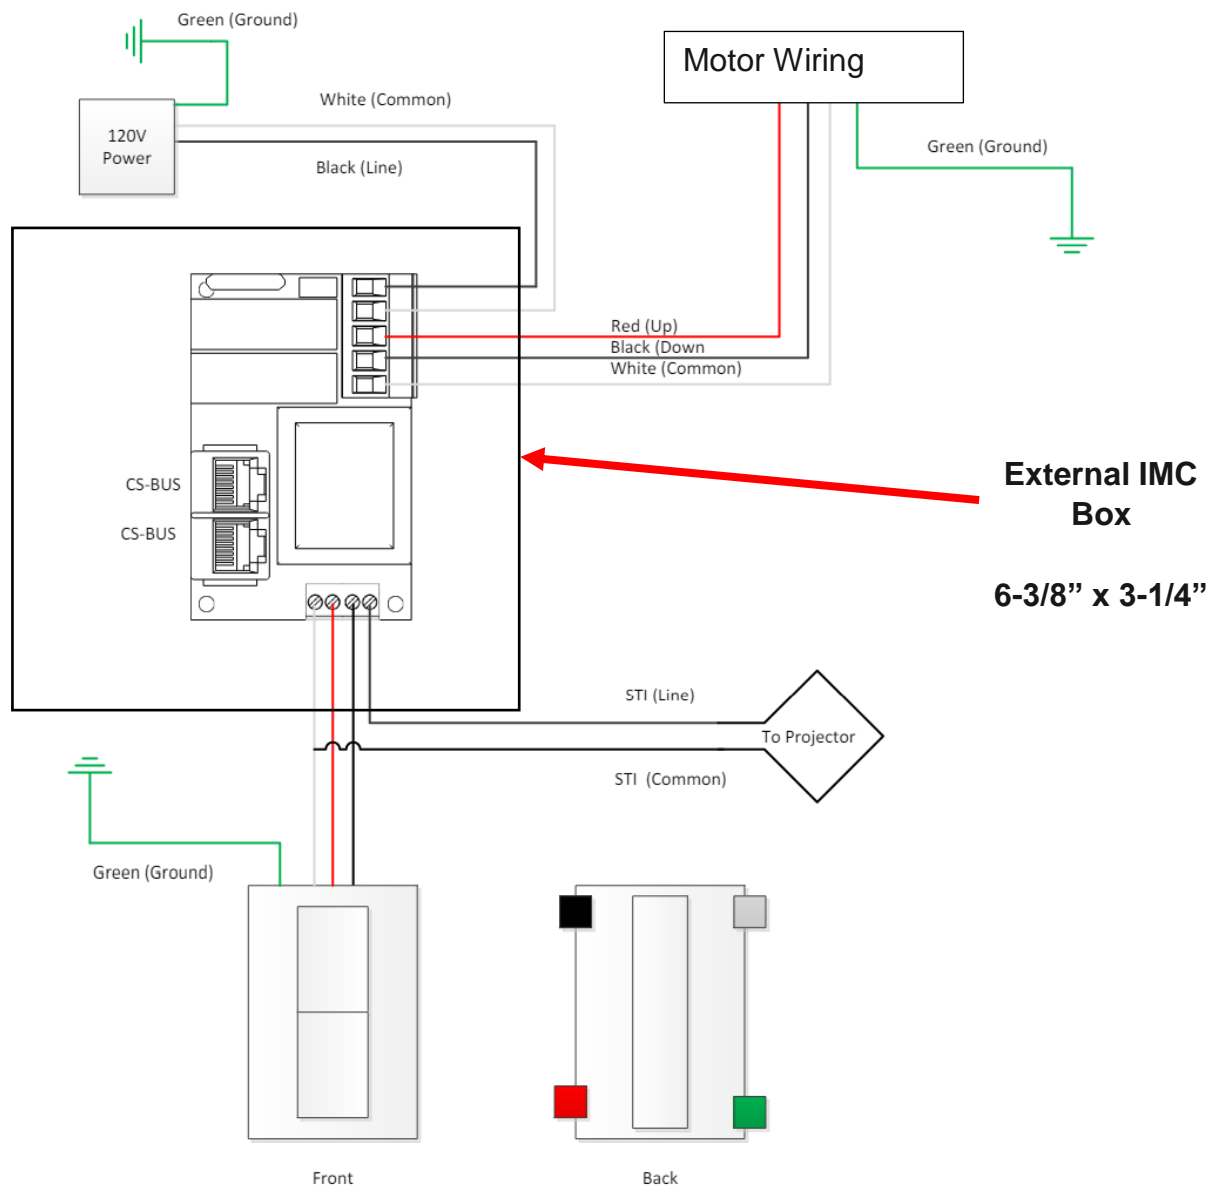 Green (Ground)
Motor Wiring
White (Common)
120V
Power
Black (Line)
Green (Ground)
Red (Up)
Black (Down
White (Common)
External IMC
Box
CS-BUS
CS-BUS
6-3/8” x 3-1/4”
STI (Line)
To Projector
STI (Common)
Green (Ground)
Front
Back